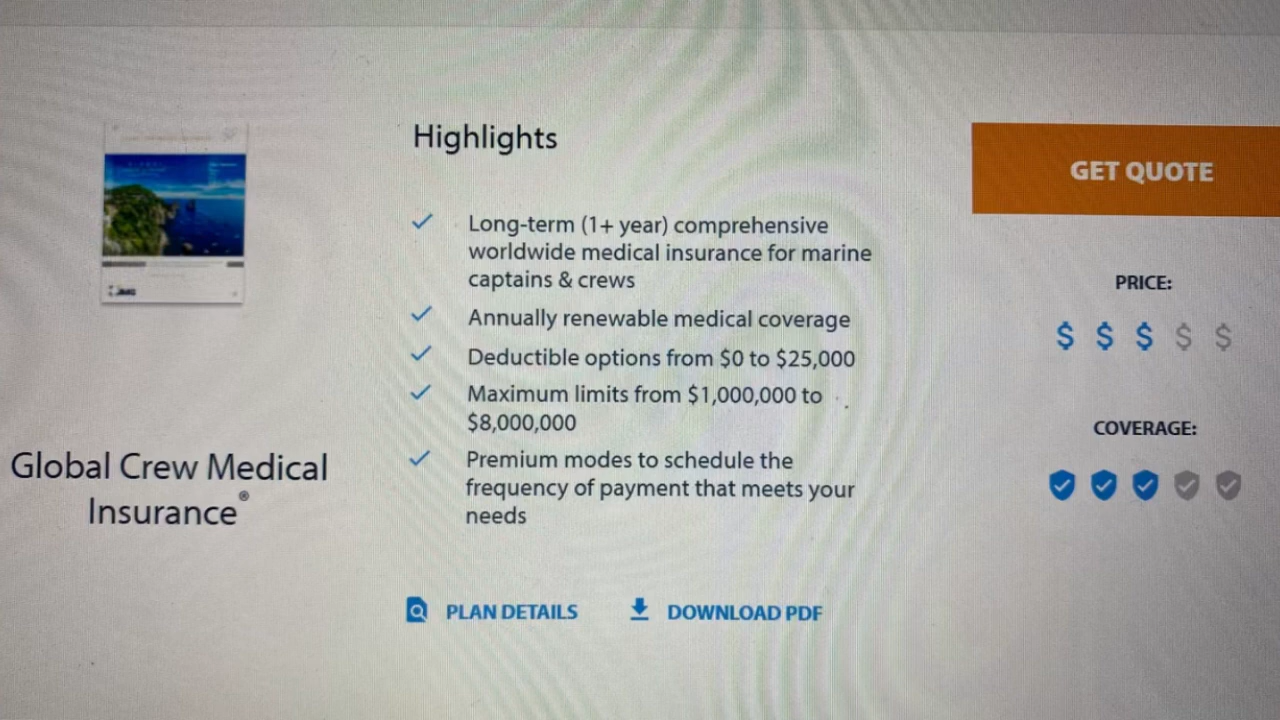 Highlights
GET QUOTE
Long-term (1+ year) comprehensive
worldwide medical insurance for marine
captains & crews
Annually renewable medical coverage
Deductible options from $0 to $25,000
Maximum limits from $1,000,000 to
$8,000,000
Premium modes to schedule the
frequency of payment that meets your
needs
PRICE:
$ $ $ $ $
COVERAGE:
Global Crew Medical
Insurance®
PLAN DETAILS
DOWNLOAD PDF